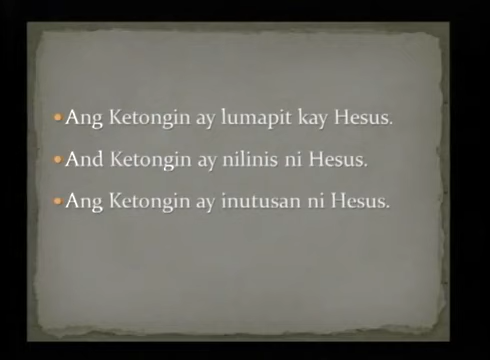 • Ang Ketongin ay lumapit kay Hesus.
• And Ketongin ay nilinis ni Hesus.
• Ang Ketongin ay inutusan ni Hesus.